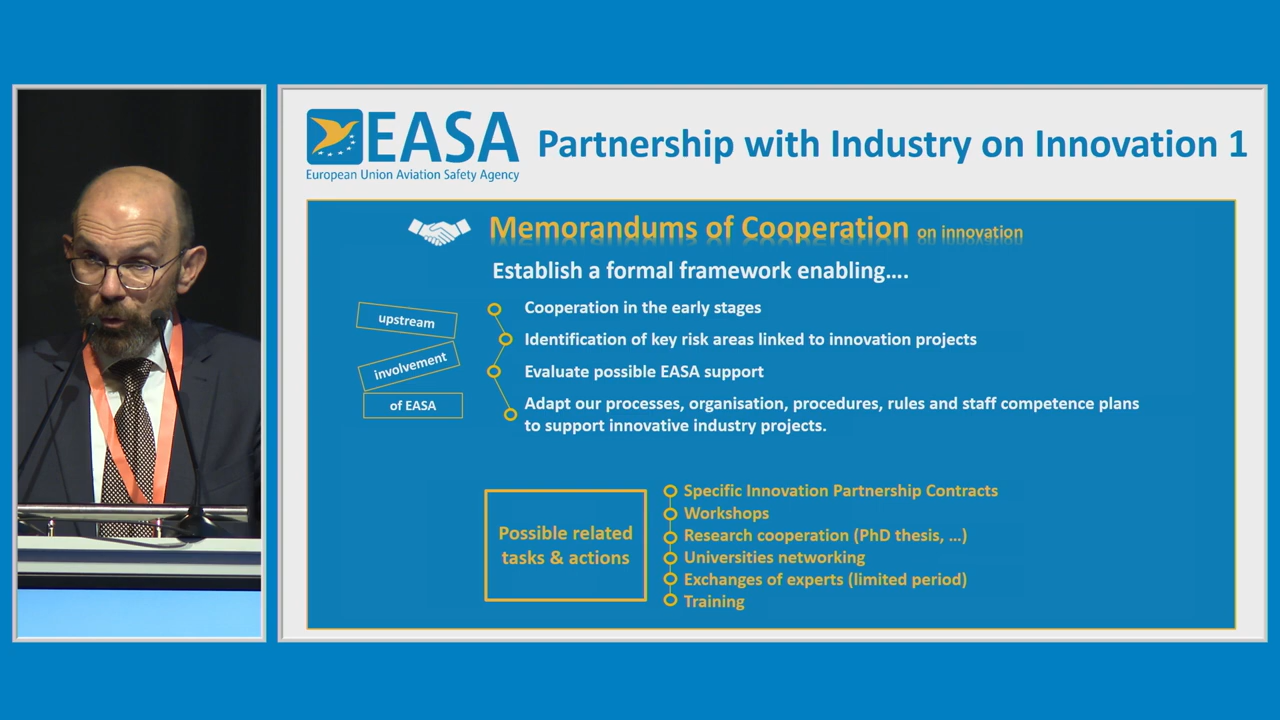 EASA
European Union Aviation Safety Agency
Partnership with Industry on Innovation 1
Memorandums of Cooperation on innovation
Establish a formal framework enabling....
upstream
involvement
of EASA
Cooperation in the early stages
Identification of key risk areas linked to innovation projects
Evaluate possible EASA support
Adapt our processes, organisation, procedures, rules and staff competence plans
to support innovative industry projects.
Possible related
tasks & actions
Specific Innovation Partnership Contracts
Workshops
Research cooperation (PhD thesis, ...)
Universities networking
Exchanges of experts (limited period)
Training